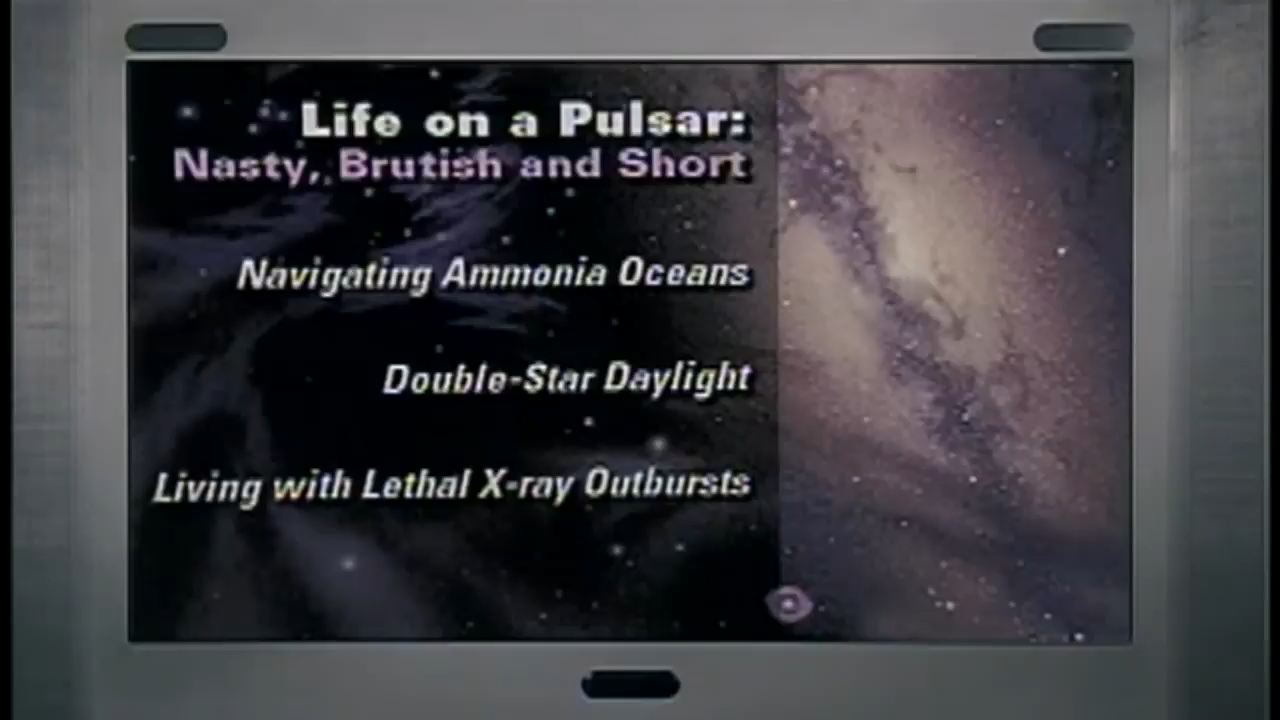 Life on a Pulsar:
Nasty, Brutish and Short
Navigating Ammonia Oceans
Double-Star Daylight
Living with Lethal X-ray Outbursts